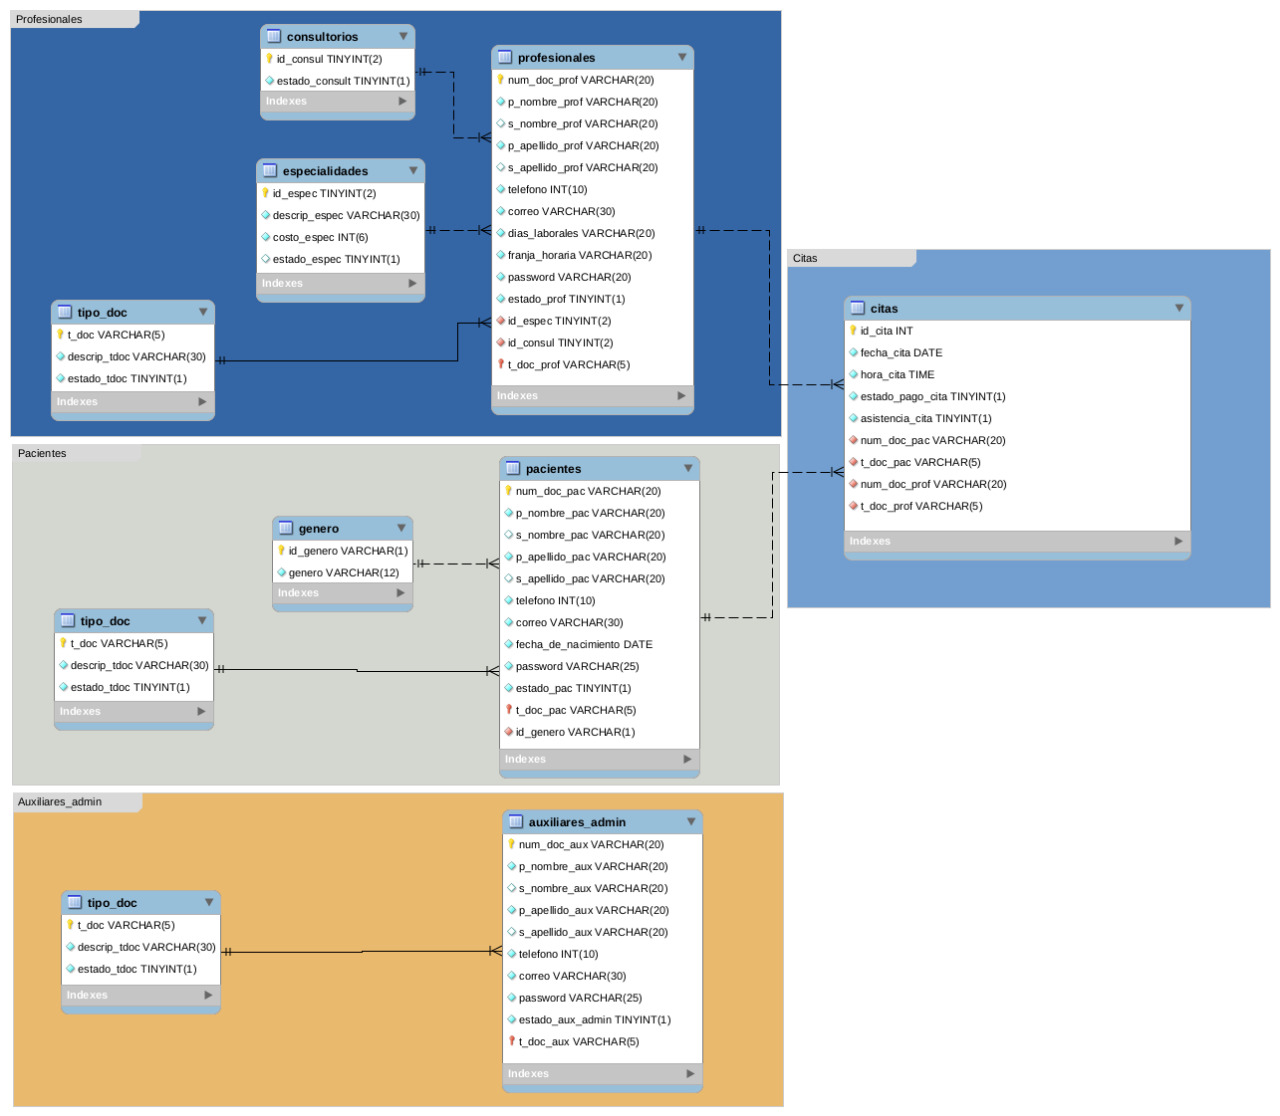 Profesionales
consultorios
id_consul TINYINT(2)
estado_consult TINYINT(1)
Indexes
especialidades
id_espec TINYINT(2)
descrip_espec VARCHAR(30)
costo_espec INT(6)
estado_espec TINYINT(1)
Indexes
tipo_doc
t_doc VARCHAR(5)
descrip_tdoc VARCHAR(30)
estado_tdoc TINYINT(1)
Indexes
profesionales
num_doc_prof VARCHAR(20)
p_nombre_prof VARCHAR(20)
s_nombre_prof VARCHAR(20)
p_apellido_prof VARCHAR(20)
s_apellido_prof VARCHAR(20)
telefono INT(10)
correo VARCHAR(30)
dias_laborales VARCHAR(20)
franja_horaria VARCHAR(20)
password VARCHAR(20)
estado_prof TINYINT(1)
id_espec TINYINT(2)
id_consul TINYINT(2)
t_doc_prof VARCHAR(5)
Indexes
Citas
citas
id_cita INT
fecha_cita DATE
hora_cita TIME
estado_pago_cita TINYINT(1)
asistencia_cita TINYINT(1)
num_doc_pac VARCHAR(20)
t_doc_pac VARCHAR(5)
num_doc_prof VARCHAR(20)
t_doc_prof VARCHAR(5)
Indexes
Pacientes
genero
id_genero VARCHAR(1)
genero VARCHAR(12)
Indexes
tipo_doc
t_doc VARCHAR(5)
descrip_tdoc VARCHAR(30)
estado_tdoc TINYINT(1)
Indexes
pacientes
num_doc_pac VARCHAR(20)
p_nombre_pac VARCHAR(20)
s_nombre_pac VARCHAR(20)
p_apellido_pac VARCHAR(20)
s_apellido_pac VARCHAR(20)
telefono INT(10)
correo VARCHAR(30)
fecha_de_nacimiento DATE
password VARCHAR(25)
estado_pac TINYINT(1)
t_doc_pac VARCHAR(5)
id_genero VARCHAR(1)
Indexes
Auxiliares_admin
tipo_doc
t_doc VARCHAR(5)
descrip_tdoc VARCHAR(30)
estado_tdoc TINYINT(1)
Indexes
auxiliares_admin
num_doc_aux VARCHAR(20)
p_nombre_aux VARCHAR(20)
s_nombre_aux VARCHAR(20)
p_apellido_aux VARCHAR(20)
s_apellido_aux VARCHAR(20)
telefono INT(10)
correo VARCHAR(30)
password VARCHAR(25)
estado_aux_admin TINYINT(1)
t_doc_aux VARCHAR(5)
Indexes